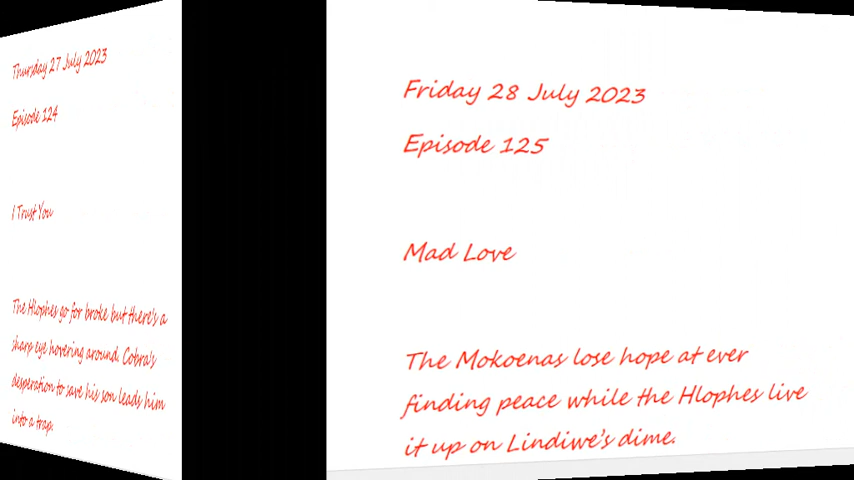 Thursday 27 July 2023
Episode 124
I Trust You
The Hlophes go for broke but there's a
sharp eye hovering around. Cobra's
desperation to save his son leads him
into a trap.
Friday 28 July 2023
Episode 125
Mad Love
The Mokoenas lose hope at ever
finding peace while the Hlophes live
it up on Lindiwe's dime.